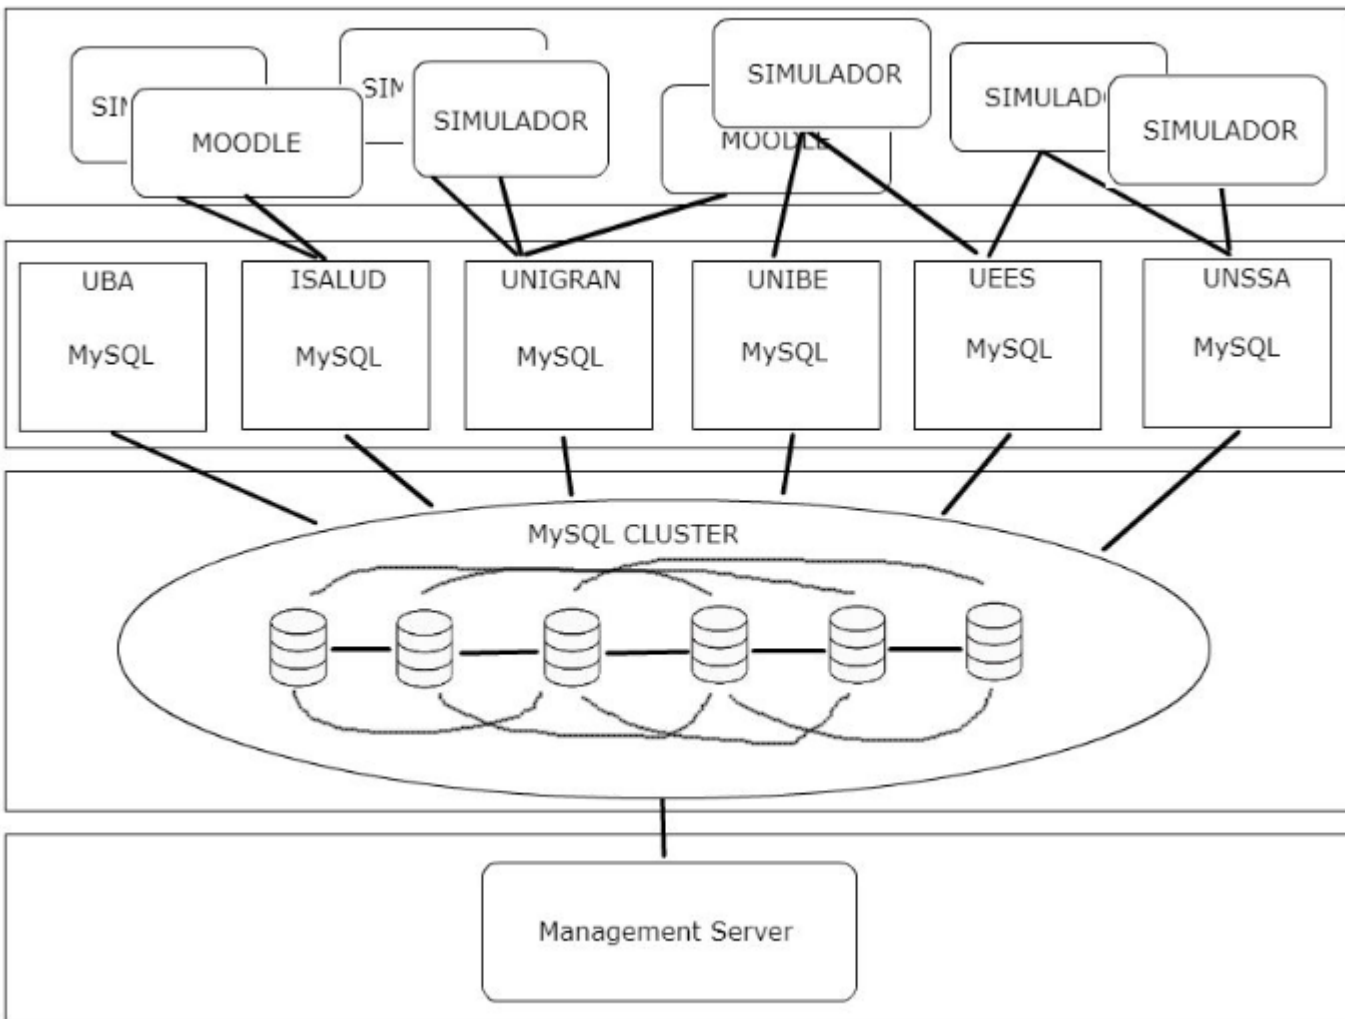 SIMULADOR
SIMULADOR
MOODLE
SIMULADOR
MOODLE
SIMULADOR
UBA
MySQL
ISALUD
MySQL
UNIGRAN
MySQL
UNIBE
MySQL
UEES
MySQL
UNSSA
MySQL
MySQL CLUSTER
Management Server